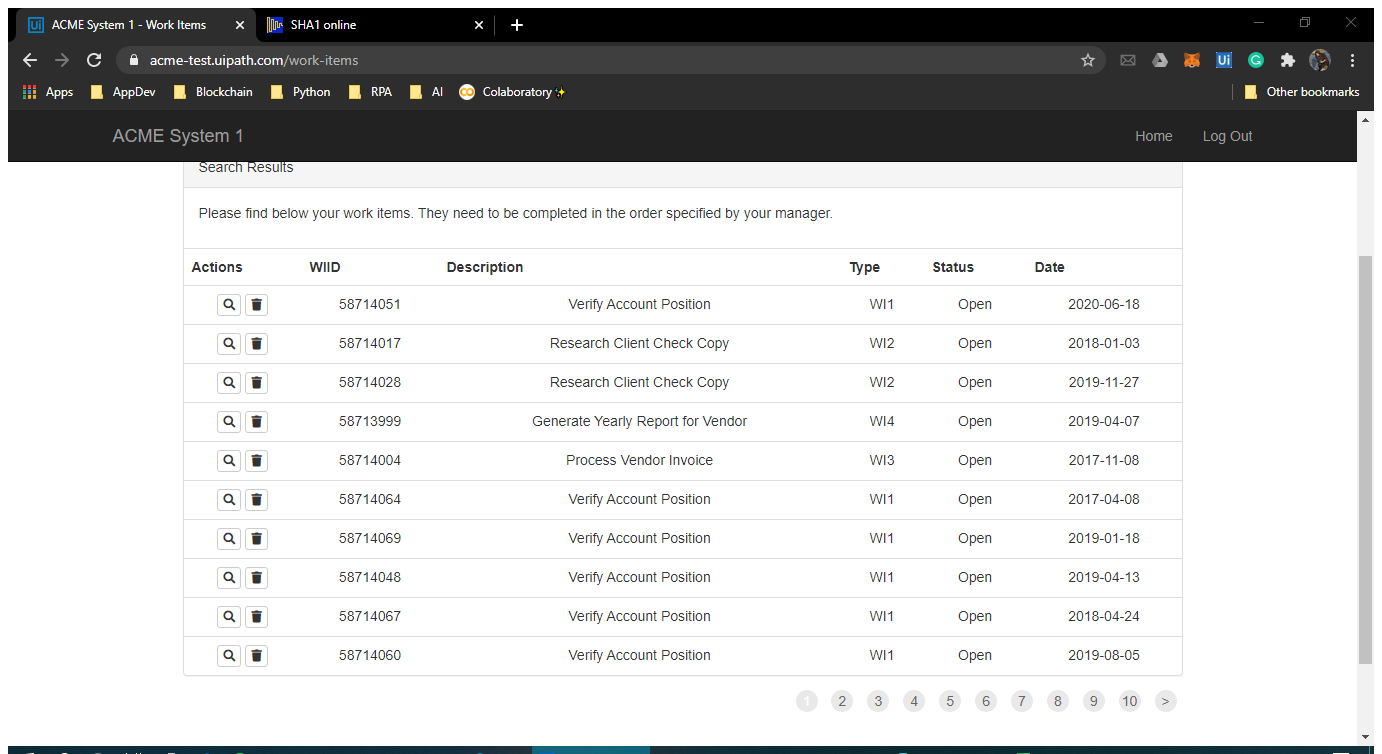 Ui ACME System 1 - Work Items × SHA1 online × +
acme-test.uipath.com/work-items Ui G
Apps AppDev Blockchain Python RPA AI Colaboratory✨ Other bookmarks
ACME System 1 Home Log Out
Search Results
Please find below your work items. They need to be completed in the order specified by your manager.
Actions WIID Description Type Status Date
58714051 Verify Account Position WI1 Open 2020-06-18
58714017 Research Client Check Copy WI2 Open 2018-01-03
58714028 Research Client Check Copy WI2 Open 2019-11-27
58713999 Generate Yearly Report for Vendor WI4 Open 2019-04-07
58714004 Process Vendor Invoice WI3 Open 2017-11-08
58714064 Verify Account Position WI1 Open 2017-04-08
58714069 Verify Account Position WI1 Open 2019-01-18
58714048 Verify Account Position WI1 Open 2019-04-13
58714067 Verify Account Position WI1 Open 2018-04-24
58714060 Verify Account Position WI1 Open 2019-08-05
1 2 3 4 5 6 7 8 9 10 >